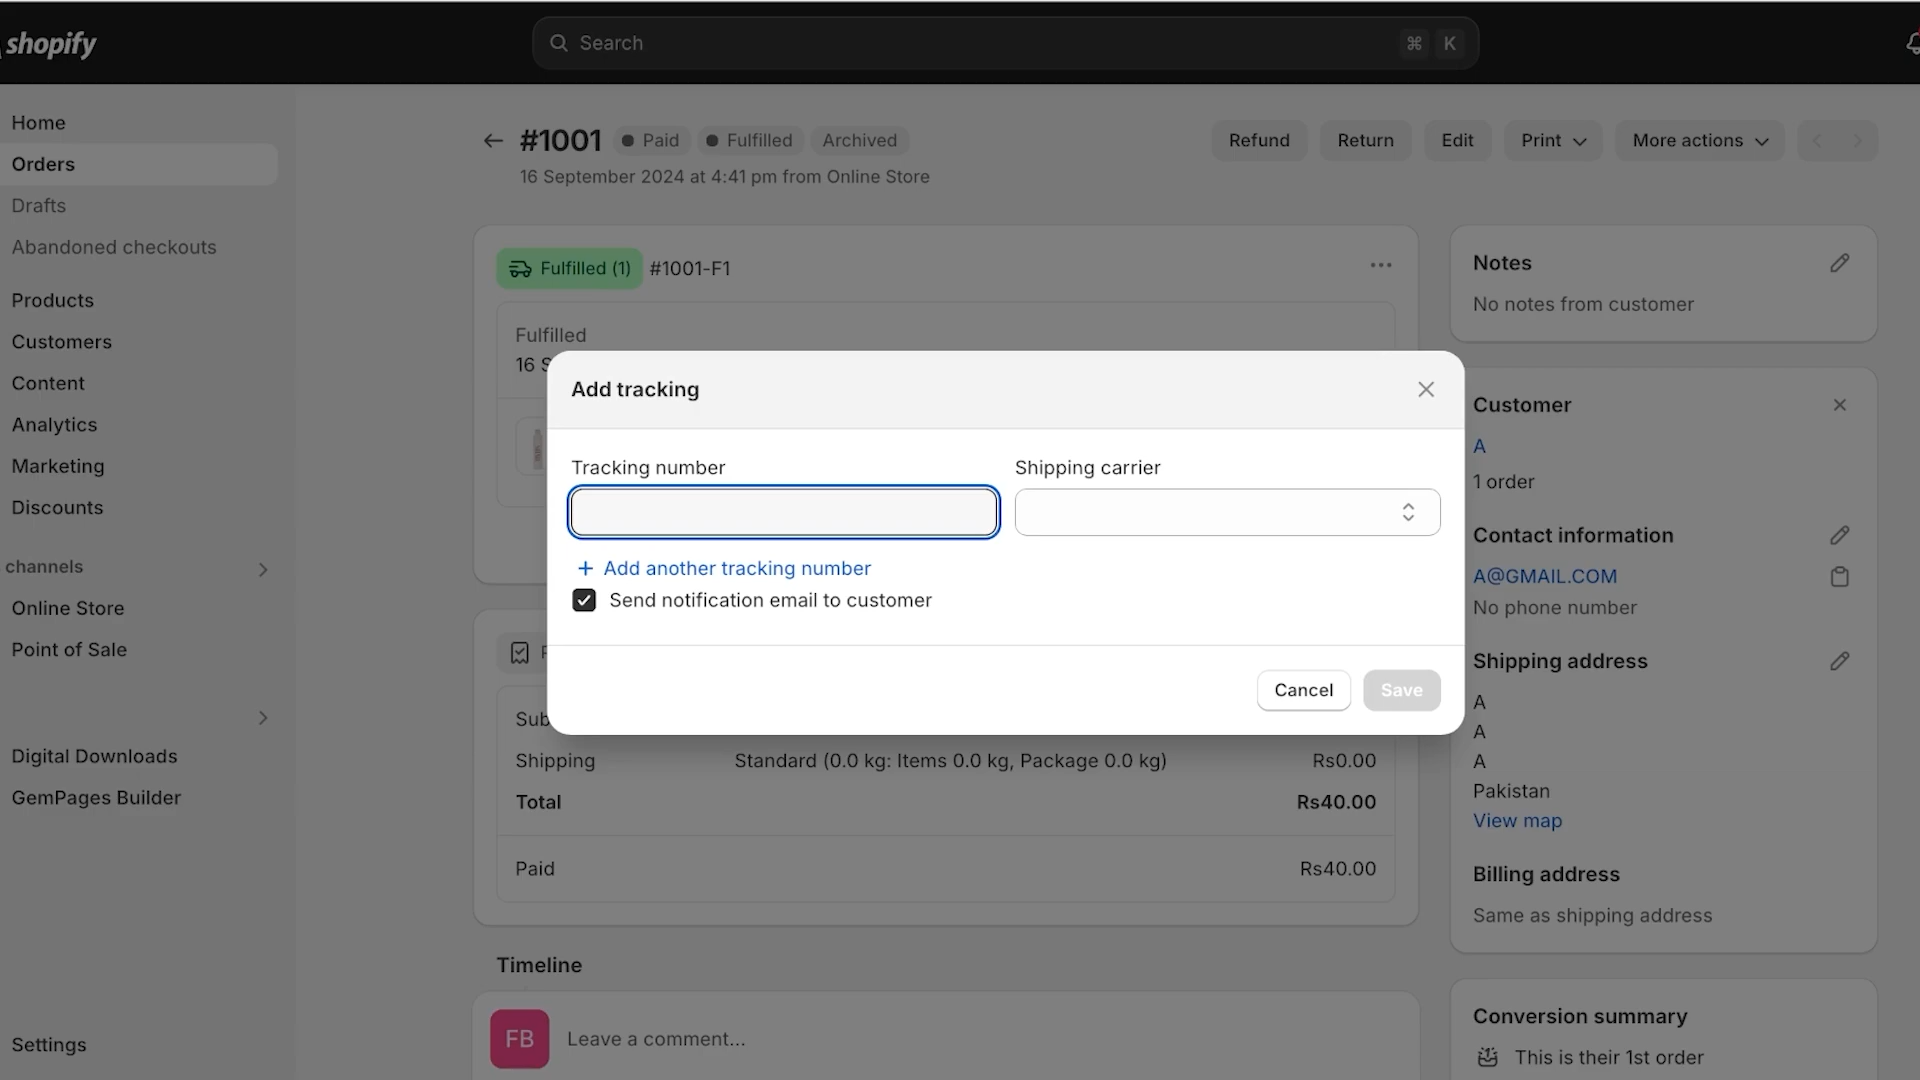 shopify
Search
⌘ K
Home
Orders
Drafts
Abandoned checkouts
Products
Customers
Content
Analytics
Marketing
Discounts
channels
Online Store
Point of Sale
Digital Downloads
GemPages Builder
Settings
#1001 Paid Fulfilled Archived
16 September 2024 at 4:41 pm from Online Store
Refund Return Edit Print More actions
Fulfilled (1) #1001-F1
Fulfilled
16 S
Add tracking
Tracking number
Shipping carrier
Add another tracking number
Send notification email to customer
Cancel Save
Sub
Shipping Standard (0.0 kg: Items 0.0 kg, Package 0.0 kg) Rs0.00
Total Rs40.00
Paid Rs40.00
Timeline
FB Leave a comment...
Notes
No notes from customer
Customer
A
1 order
Contact information
A@GMAIL.COM
No phone number
Shipping address
A
A
A
Pakistan
View map
Billing address
Same as shipping address
Conversion summary
This is their 1st order